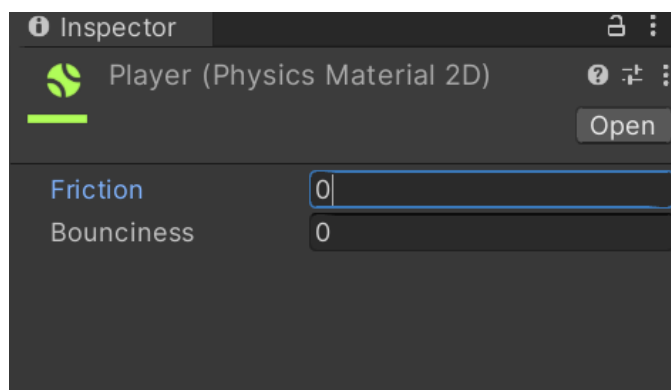 Inspector
Player (Physics Material 2D)
Open
Friction 0
Bounciness 0